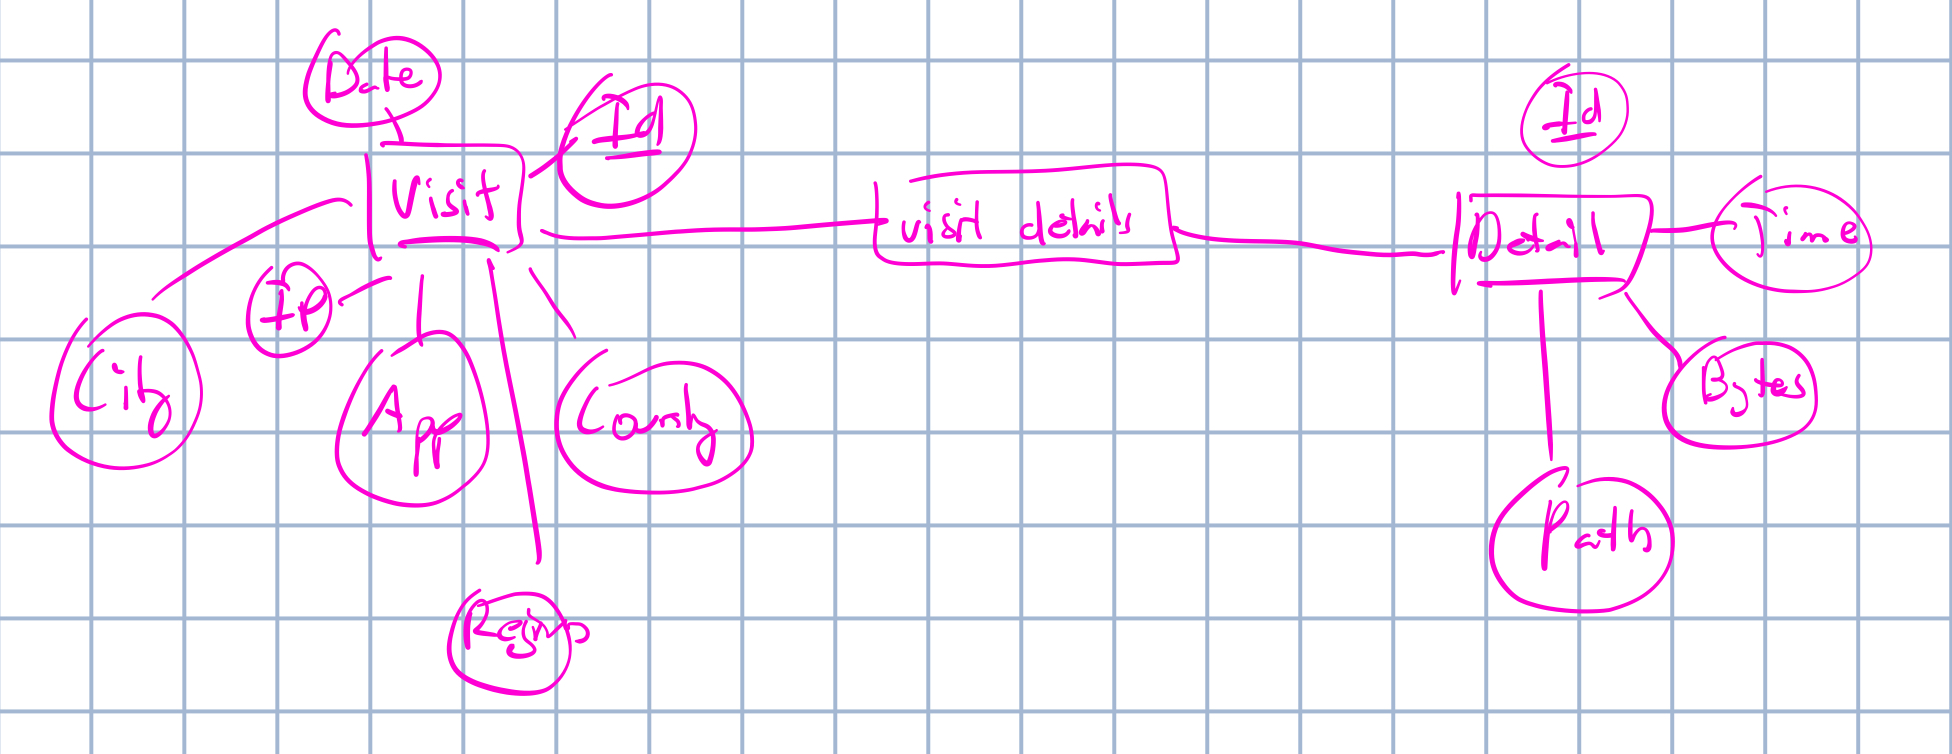 Date
Id
Id
Visit
visit details
Detail
Time
Ip
City
App
Country
Bytes
Path
Region